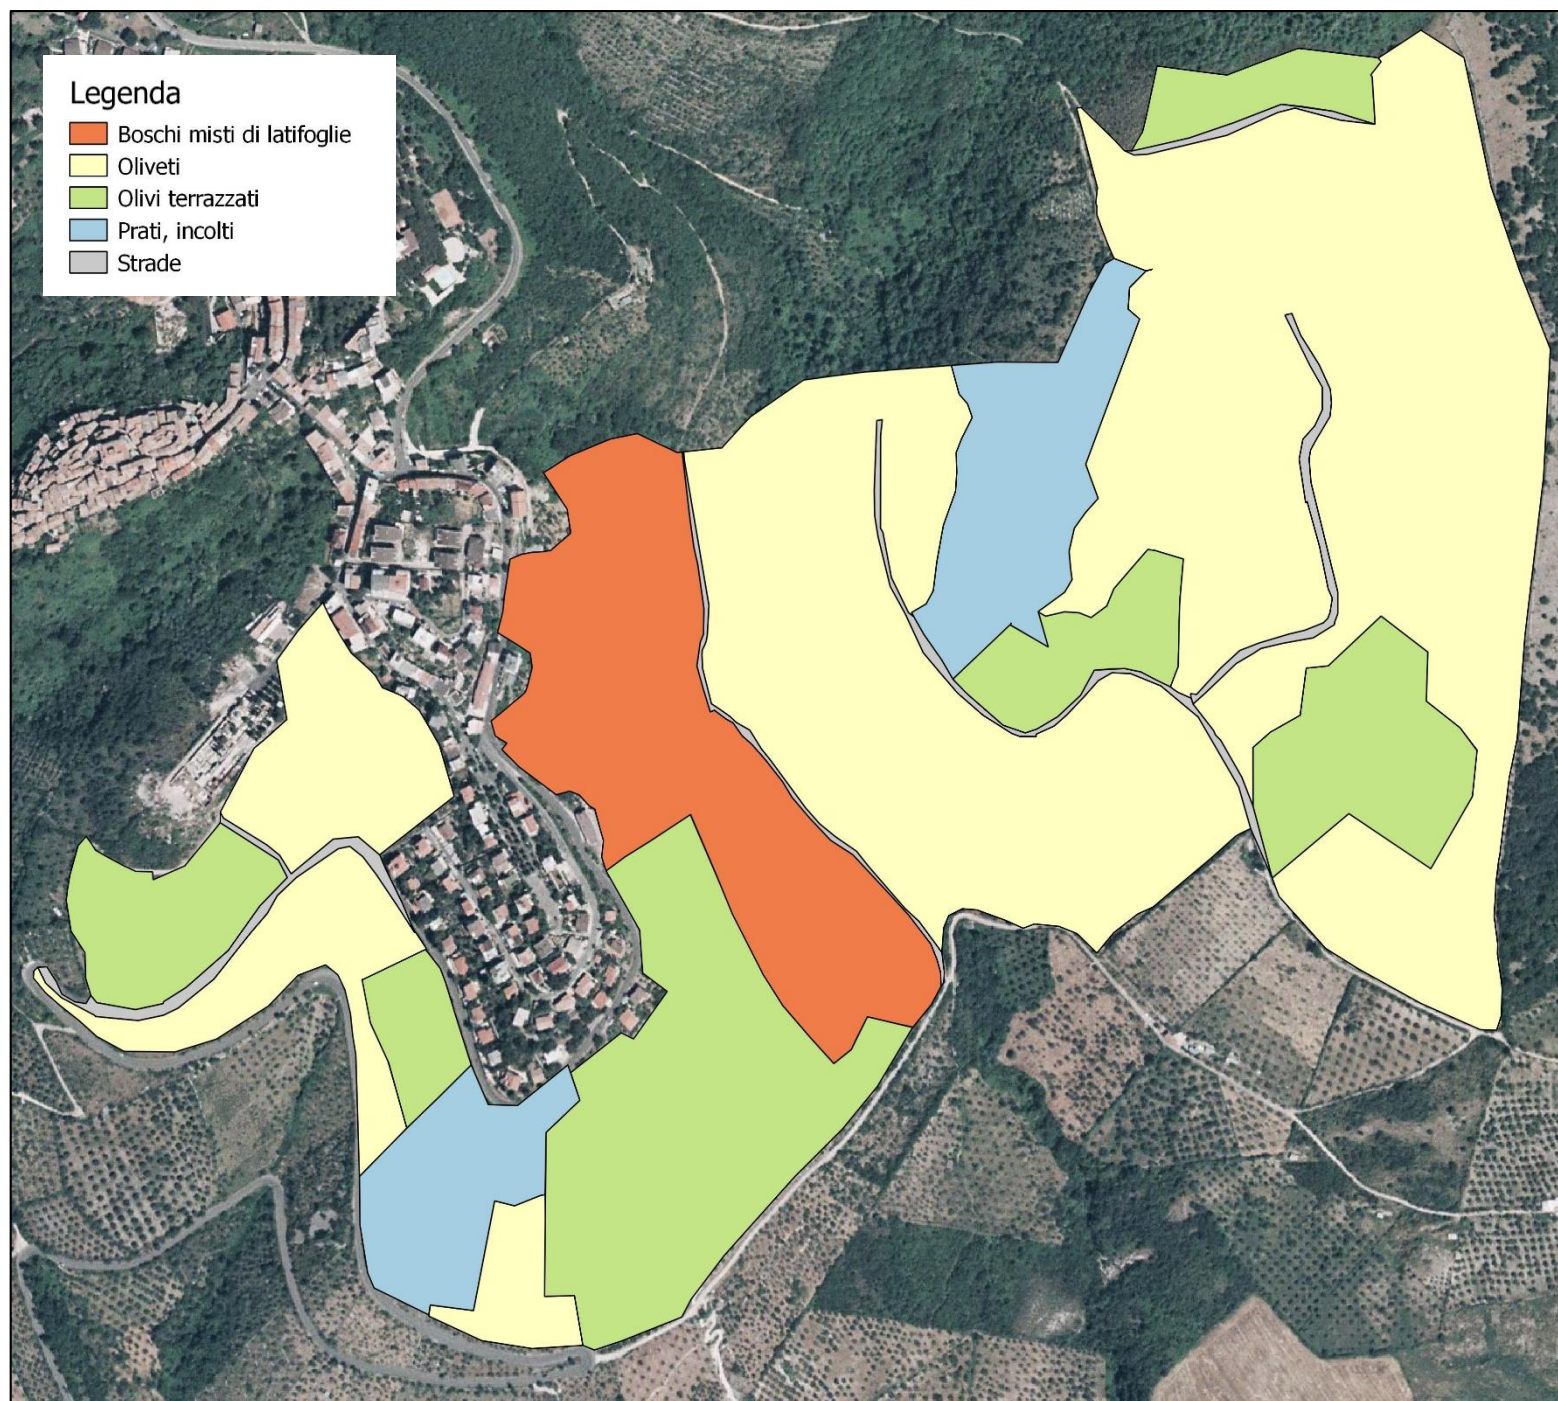 Legenda
Boschi misti di latifoglie
Oliveti
Olivi terrazzati
Prati, incolti
Strade